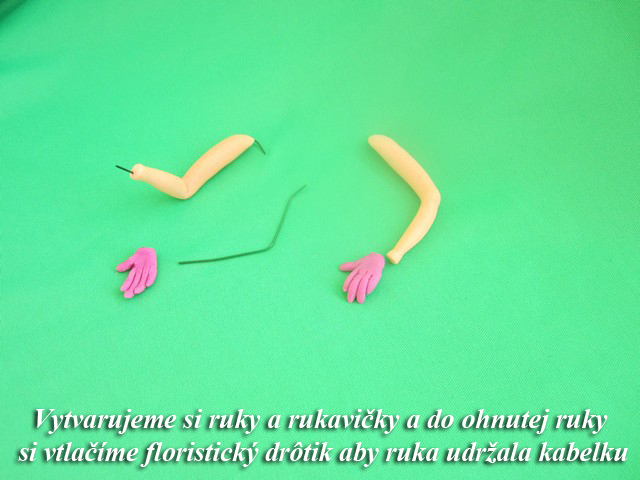 Vytvarujeme si ruky a rukavičky a do ohnutej ruky
si vtlačíme floristický drôtik aby ruka udržala kabelku